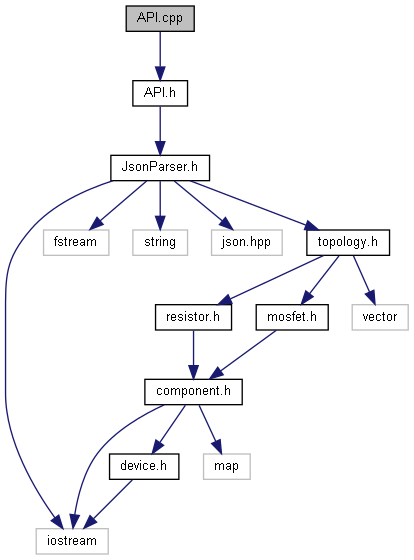 API.cpp
API.h
JsonParser.h
fstream
string
json.hpp
topology.h
resistor.h
mosfet.h
vector
component.h
device.h
map
iostream